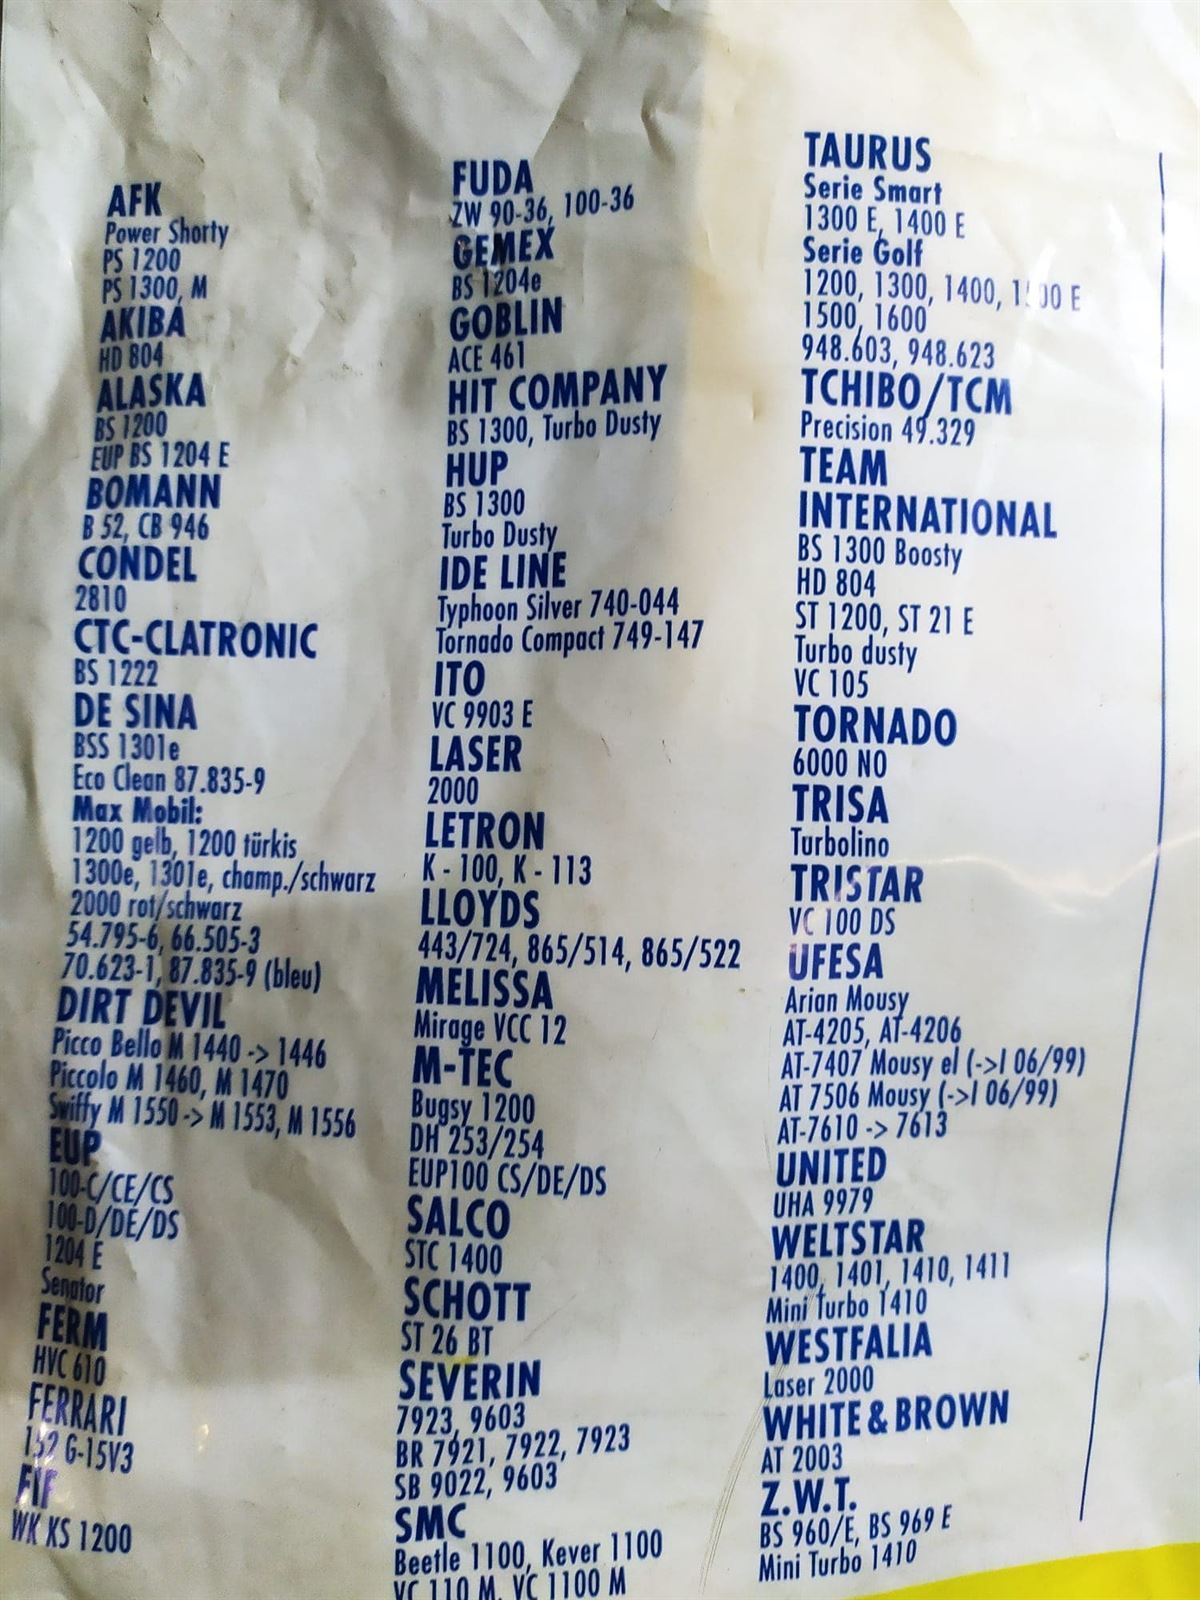 AFK
Power Shorty
PS 1200
PS 1300, M
AKIBA
HD 804
ALASKA
BS 1200
EUP BS 1204 E
BOMANN
B 52, CB 946
CONDEL
2810
CTC-CLATRONIC
BS 1222
DE SINA
BSS 1301e
Eco Clean 87.835-9
Max Mobil:
1200 gelb, 1200 türkis
1300e, 1301e, champ./schwarz
2000 rot/schwarz
54.795-6, 66.505-3
70.623-1, 87.835-9 (bleu)
DIRT DEVIL
Picco Bello M 1440 -> 1446
Piccolo M 1460, M 1470
Swiffy M 1550 -> M 1553, M 1556
EUP
100-C/CE/CS
100-D/DE/DS
1204 E
Senator
FERM
HVC 610
FERRARI
152 G-15V3
FIF
WK KS 1200
FUDA
ZW 90-36, 100-36
GEMEX
BS 1204e
GOBLIN
ACE 461
HIT COMPANY
BS 1300, Turbo Dusty
HUP
BS 1300
Turbo Dusty
IDE LINE
Typhoon Silver 740-044
Tornado Compact 749-147
ITO
VC 9903 E
LASER
2000
LETRON
K - 100, K - 113
LLOYDS
443/724, 865/514, 865/522
MELISSA
Mirage VCC 12
M-TEC
Bugsy 1200
DH 253/254
EUP100 CS/DE/DS
SALCO
STC 1400
SCHOTT
ST 26 BT
SEVERIN
7923, 9603
BR 7921, 7922, 7923
SB 9022, 9603
SMC
Beetle 1100, Kever 1100
VC 110 M, VC 1100 M
TAURUS
Serie Smart
1300 E, 1400 E
Serie Golf
1200, 1300, 1400, E
1500, 1600
948.603, 948.623
TCHIBO/TCM
Precision 49.329
TEAM
INTERNATIONAL
BS 1300 Boosty
HD 804
ST 1200, ST 21 E
Turbo dusty
VC 105
TORNADO
6000 NO
TRISA
Turbolino
TRISTAR
VC 100 DS
UFESA
Arian Mousy
AT-4205, AT-4206
AT-7407 Mousy el (->I 06/99)
AT 7506 Mousy (->I 06/99)
AT-7610 -> 7613
UNITED
UHA 9979
WELTSTAR
1400, 1401, 1410, 1411
Mini Turbo 1410
WESTFALIA
Laser 2000
WHITE & BROWN
AT 2003
Z.W.T.
BS 960/E, BS 969 E
Mini Turbo 1410